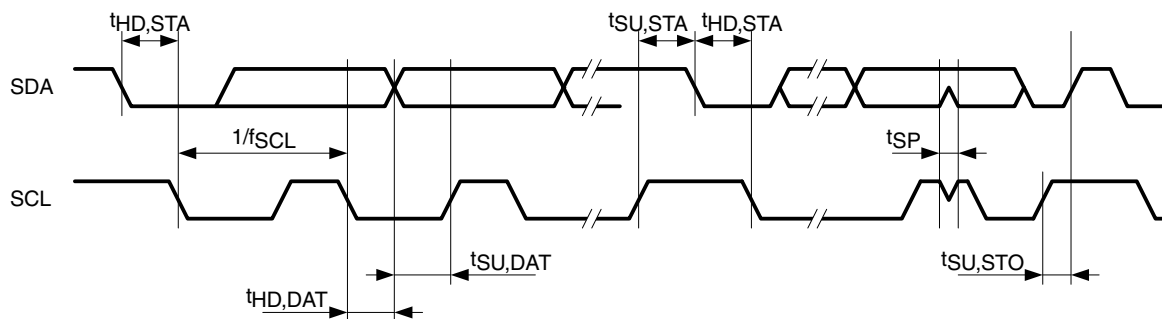 tHD,STA
tSU,STA
tHD,STA
SDA
1/fSCL
tSP
SCL
tSU,DAT
tSU,STO
tHD,DAT